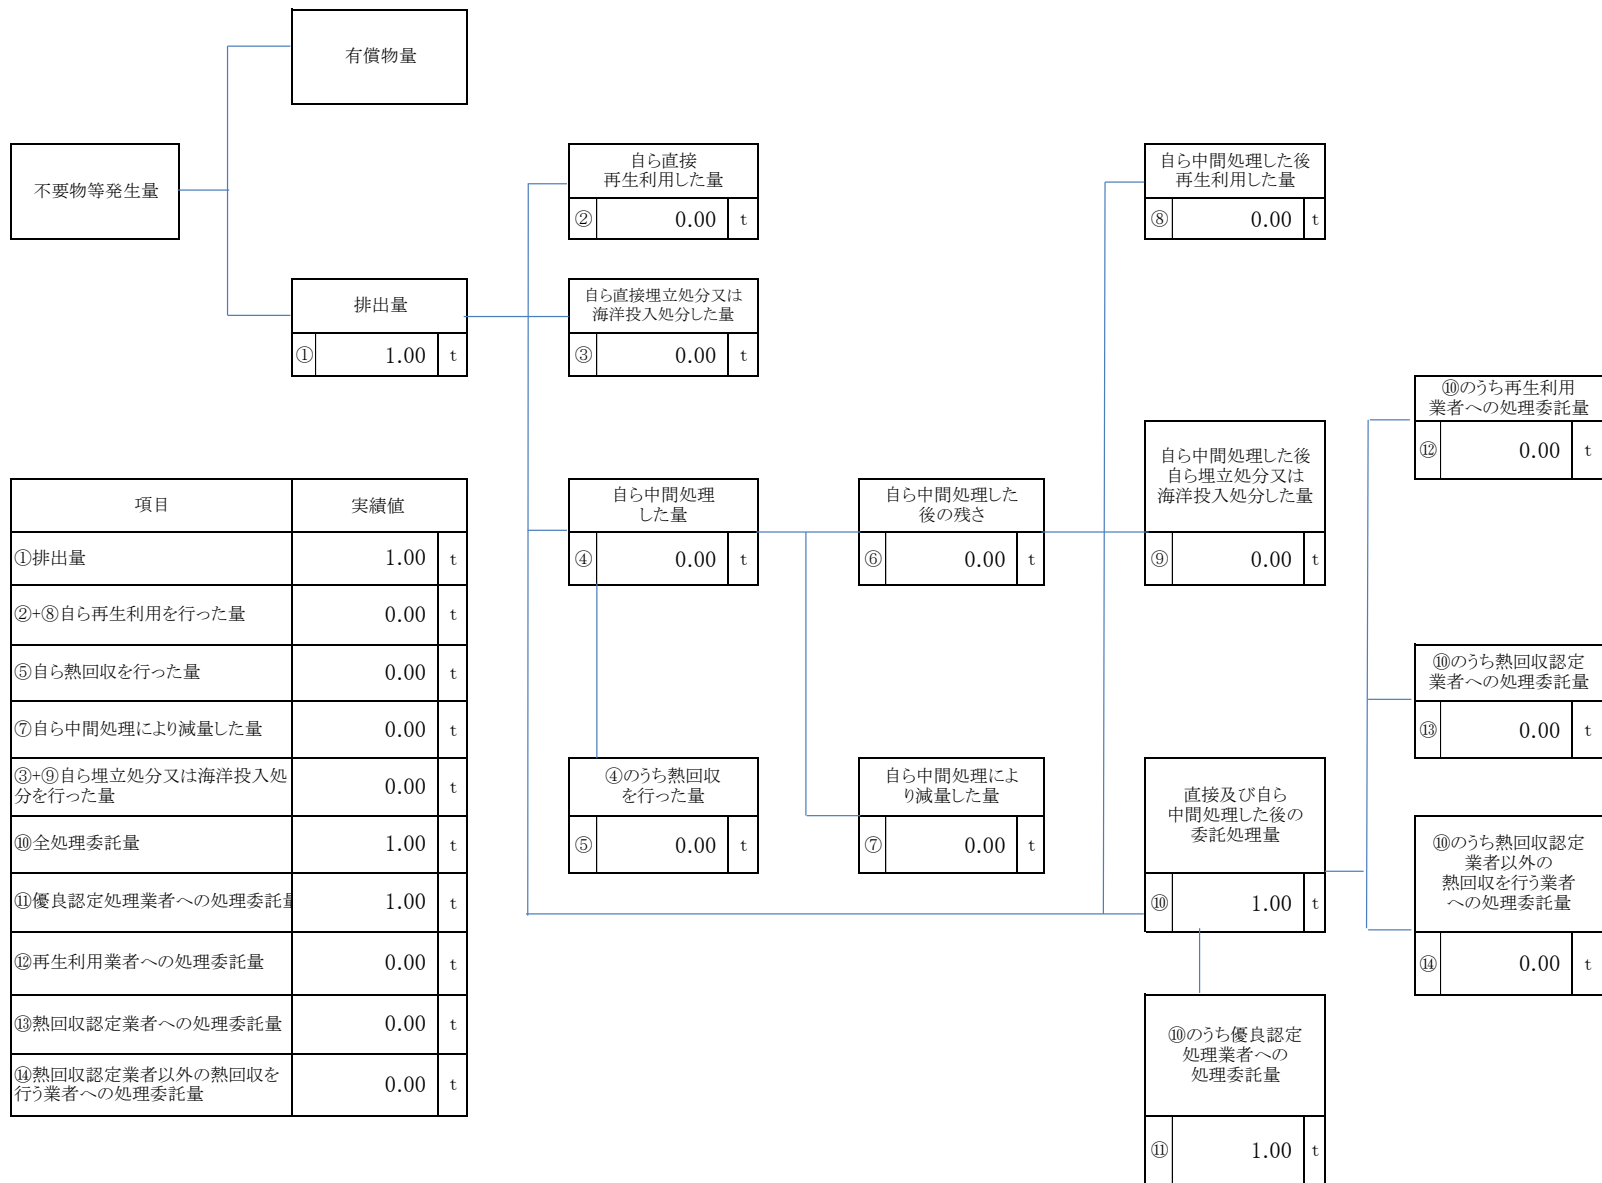 有償物量
不要物等発生量
排出量
① 1.00 t
自ら直接
再生利用した量
② 0.00 t
自ら直接埋立処分又は
海洋投入処分した量
③ 0.00 t
自ら中間処理
した量
④ 0.00 t
④のうち熱回収
を行った量
⑤ 0.00 t
自ら中間処理した
後の残さ
⑥ 0.00 t
自ら中間処理によ
り減量した量
⑦ 0.00 t
自ら中間処理した後
再生利用した量
⑧ 0.00 t
自ら中間処理した後
自ら埋立処分又は
海洋投入処分した量
⑨ 0.00 t
直接及び自ら
中間処理した後の
委託処理量
⑩ 1.00 t
⑩のうち優良認定
処理業者への
処理委託量
⑪ 1.00 t
⑩のうち再生利用
業者への処理委託量
⑫ 0.00 t
⑩のうち熱回収認定
業者への処理委託量
⑬ 0.00 t
⑩のうち熱回収認定
業者以外の
熱回収を行う業者
への処理委託量
⑭ 0.00 t
項目 実績値
①排出量 1.00 t
②+⑧自ら再生利用を行った量 0.00 t
⑤自ら熱回収を行った量 0.00 t
⑦自ら中間処理により減量した量 0.00 t
③+⑨自ら埋立処分又は海洋投入処
分を行った量 0.00 t
⑩全処理委託量 1.00 t
⑪優良認定処理業者への処理委託量 1.00 t
⑫再生利用業者への処理委託量 0.00 t
⑬熱回収認定業者への処理委託量 0.00 t
⑭熱回収認定業者以外の熱回収を
行う業者への処理委託量 0.00 t